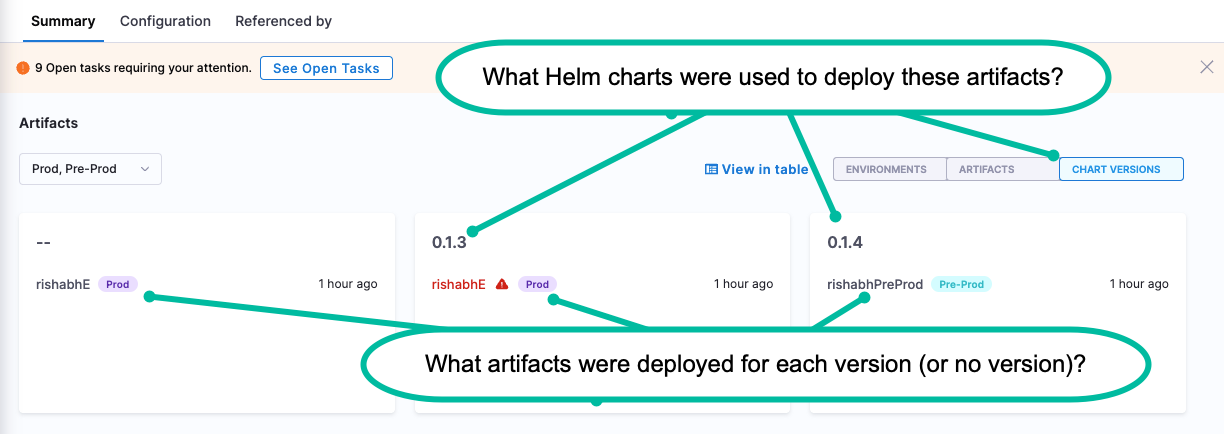 Summary Configuration Referenced by
9 Open tasks requiring your attention. See Open Tasks
What Helm charts were used to deploy these artifacts?
Artifacts
Prod, Pre-Prod
View in table
ENVIRONMENTS ARTIFACTS CHART VERSIONS
--
rishabhE Prod 1 hour ago
0.1.3
rishabhE Prod 1 hour ago
0.1.4
rishabhPreProd Pre-Prod 1 hour ago
What artifacts were deployed for each version (or no version)?